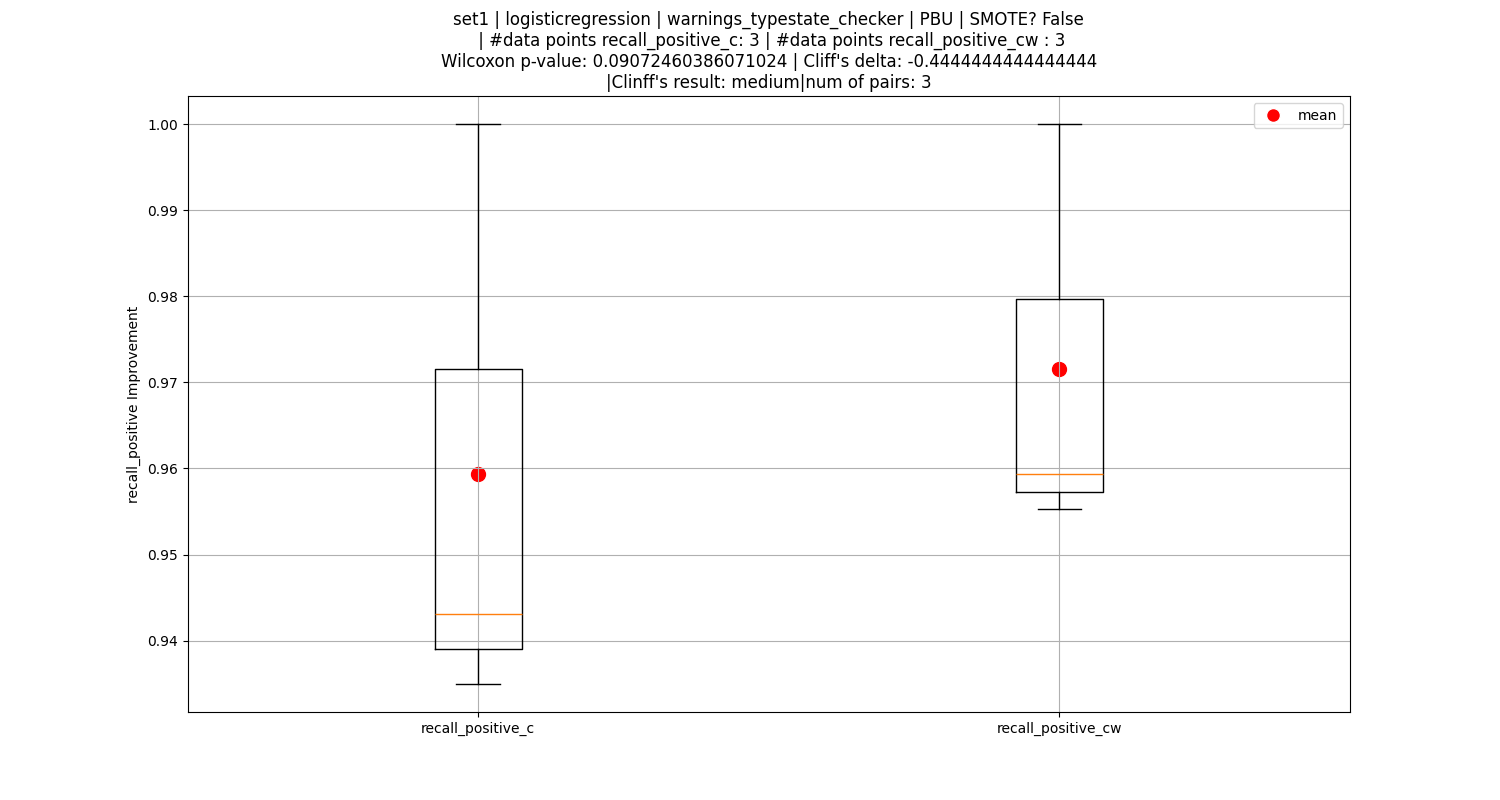 set1 | logisticregression | warnings_typestate_checker | PBU | SMOTE? False
| #data points recall_positive_c: 3 | #data points recall_positive_cw : 3
Wilcoxon p-value: 0.09072460386071024 | Cliff's delta: -0.4444444444444444
|Clinff's result: medium|num of pairs: 3
mean
1.00
0.99
0.98
0.97
0.96
0.95
0.94
recall_positive Improvement
recall_positive_c
recall_positive_cw